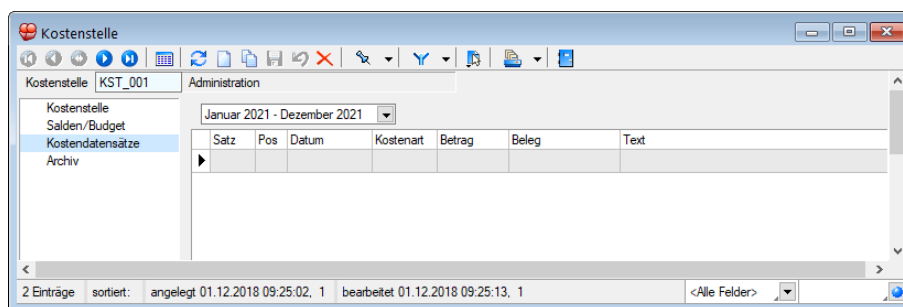 Kostenstelle
Kostenstelle KST_001 Administration
Kostenstelle
Salden/Budget
Kostendatensätze
Archiv
Januar 2021 - Dezember 2021
Satz Pos Datum Kostenart Betrag Beleg Text
2 Einträge sortiert: angelegt 01.12.2018 09:25:02, 1 bearbeitet 01.12.2018 09:25:13, 1 <Alle Felder>